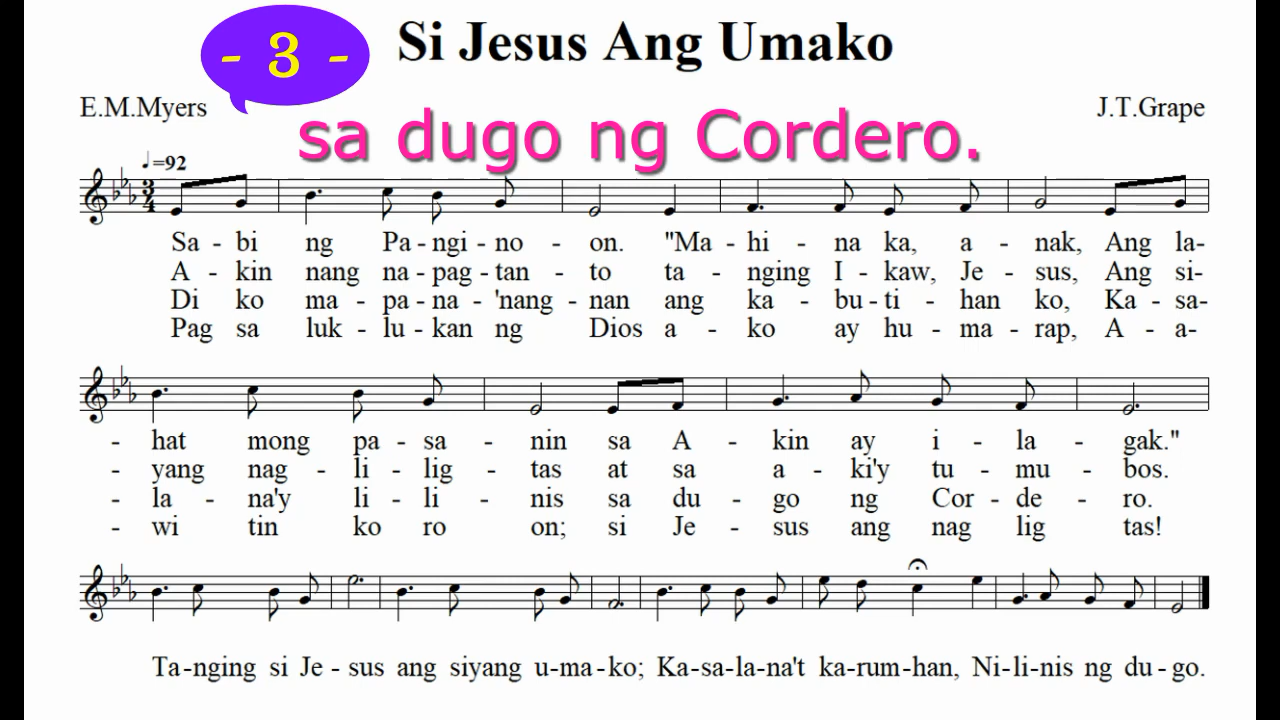 Si Jesus Ang Umako
- 3 -
E.M.Myers
J.T.Grape
sa dugo ng Cordero.
♩=92
3
4
Sa - bi ng Pa - ngi - no - on. "Ma - hi - na ka, a - nak, Ang la-
A - kin nang na - pag - tan - to ta - nging I - kaw, Je - sus, Ang si-
Di ko ma - pa - na - 'nang - nan ang ka - bu - ti - han ko, Ka - sa-
Pag sa luk - lu - kan ng Dios a - ko ay hu - ma - rap, A - a-
- hat mong pa - sa - nin sa A - kin ay i - la - gak."
- yang nag - li - lig - tas at sa a - ki'y tu - mu - bos.
- la - na'y li - li - nis sa du - go ng Cor - de - ro.
- wi tin ko ro on; si Je - sus ang nag lig tas!
Ta-nging si Je - sus ang siyang u-ma-ko; Ka-sa-la-na't ka-rum-han, Ni-li-nis ng du-go.